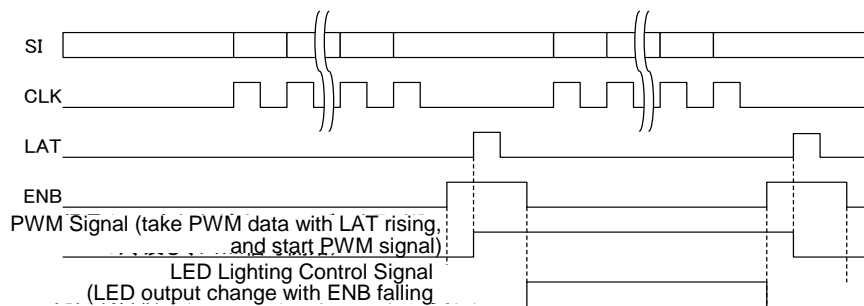 SI
CLK
LAT
ENB
PWM Signal (take PWM data with LAT rising,
and start PWM signal)
LED Lighting Control Signal
(LED output change with ENB falling